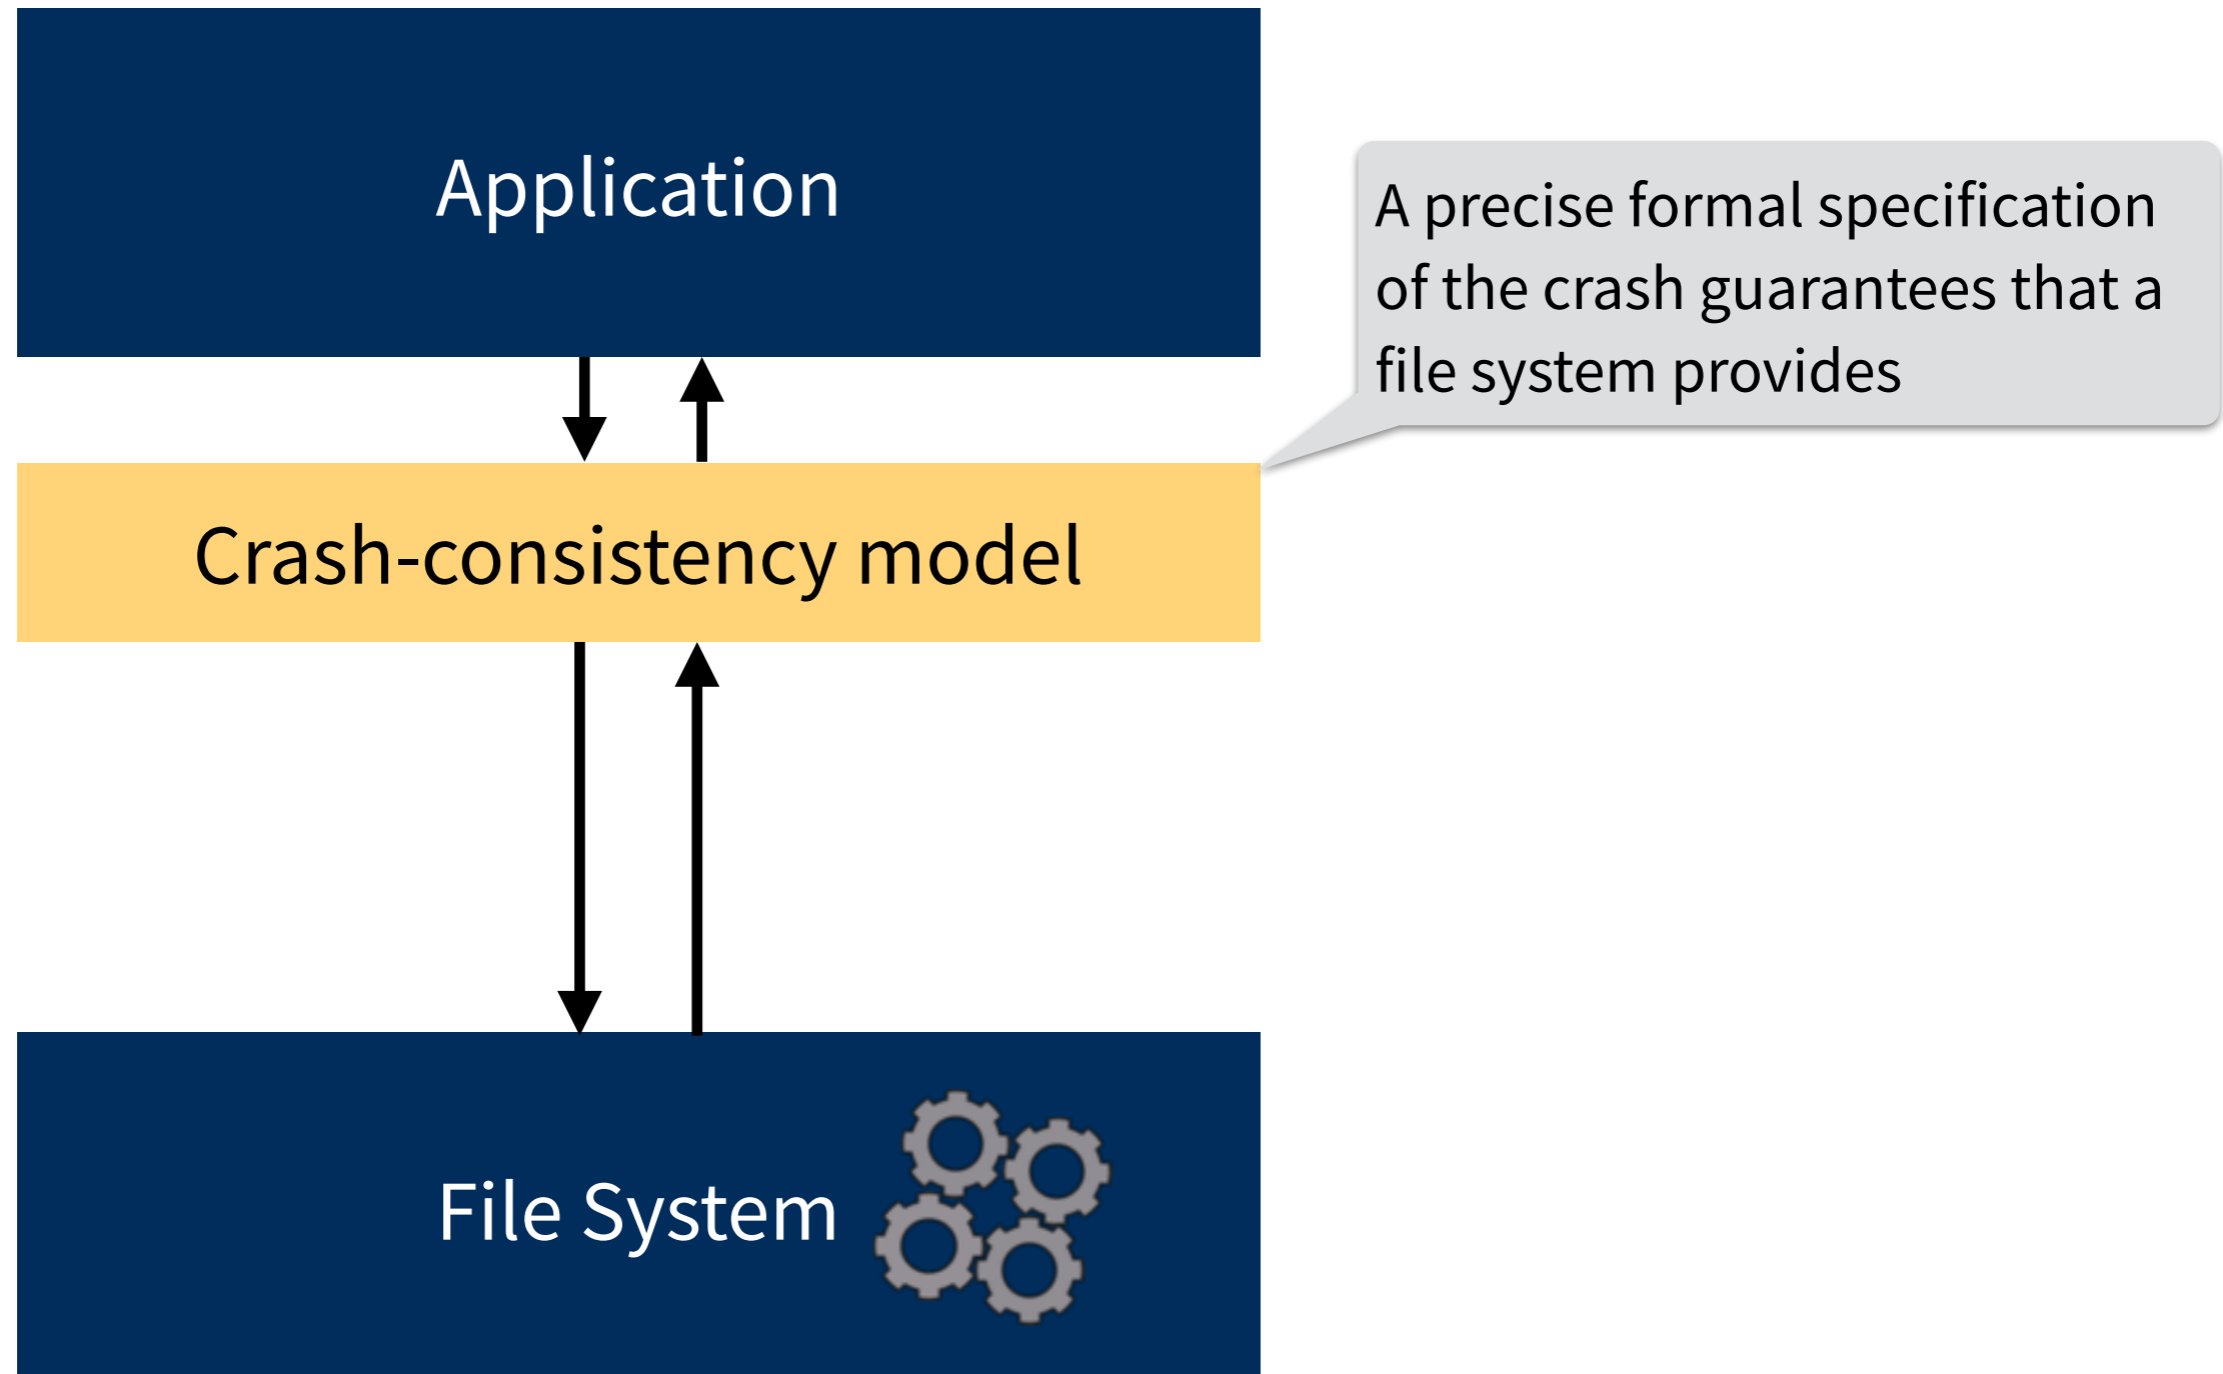 Application
A precise formal specification
of the crash guarantees that a
file system provides
Crash-consistency model
File System